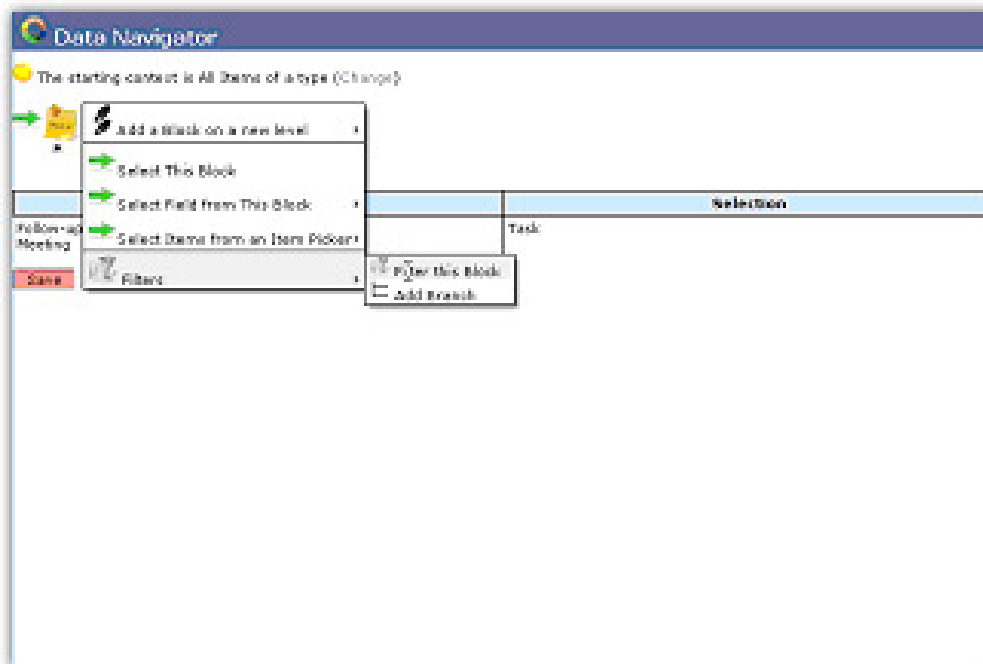 Data Navigator
The starting context is All Items of a type (Change)
Add a Block on a new level
Select This Block
Select Field from This Block
Select Items from an Item Picker
Filters
Filter this Block
Add Branch
Selection
Follow-up
Meeting
Task
Save